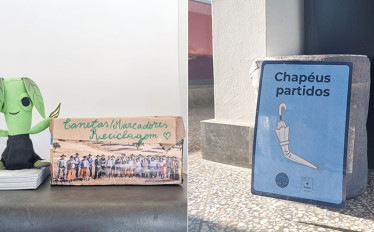 Canetas/Marcadores
Reciclagem
Chapéus
partidos